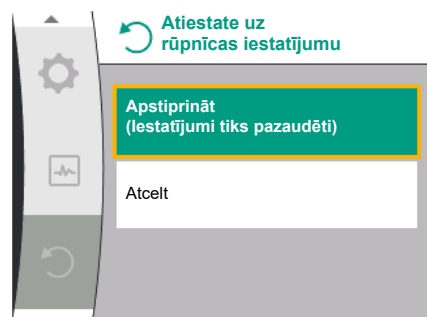 Atiestate uz
rūpnīcas iestatījumu
Apstiprināt
(Iestatījumi tiks pazaudēti)
Atcelt